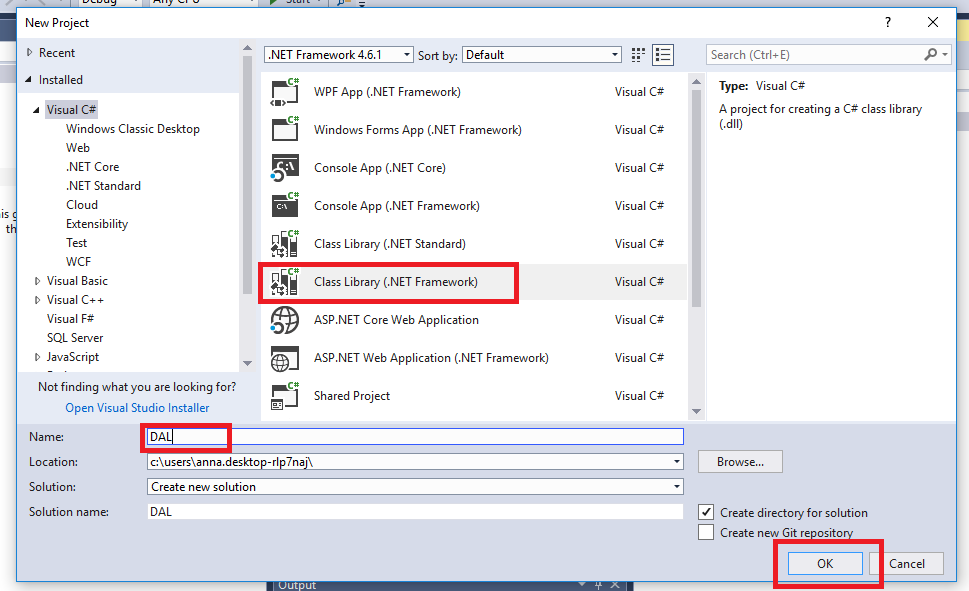 Debug Any CPU Start
New Project ?
Recent
Installed
Visual C#
Windows Classic Desktop
Web
.NET Core
.NET Standard
Cloud
Extensibility
Test
WCF
Visual Basic
Visual C++
Visual F#
SQL Server
JavaScript
Not finding what you are looking for?
Open Visual Studio Installer
.NET Framework 4.6.1 Sort by: Default
WPF App (.NET Framework) Visual C#
Windows Forms App (.NET Framework) Visual C#
Console App (.NET Core) Visual C#
Console App (.NET Framework) Visual C#
Class Library (.NET Standard) Visual C#
Class Library (.NET Framework) Visual C#
ASP.NET Core Web Application Visual C#
ASP.NET Web Application (.NET Framework) Visual C#
Shared Project Visual C#
Search (Ctrl+E)
Type: Visual C#
A project for creating a C# class library
(.dll)
Name: DAL
Location: c:\users\anna.desktop-rlp7naj\
Browse...
Solution: Create new solution
Solution name: DAL
Create directory for solution
Create new Git repository
OK Cancel
Output